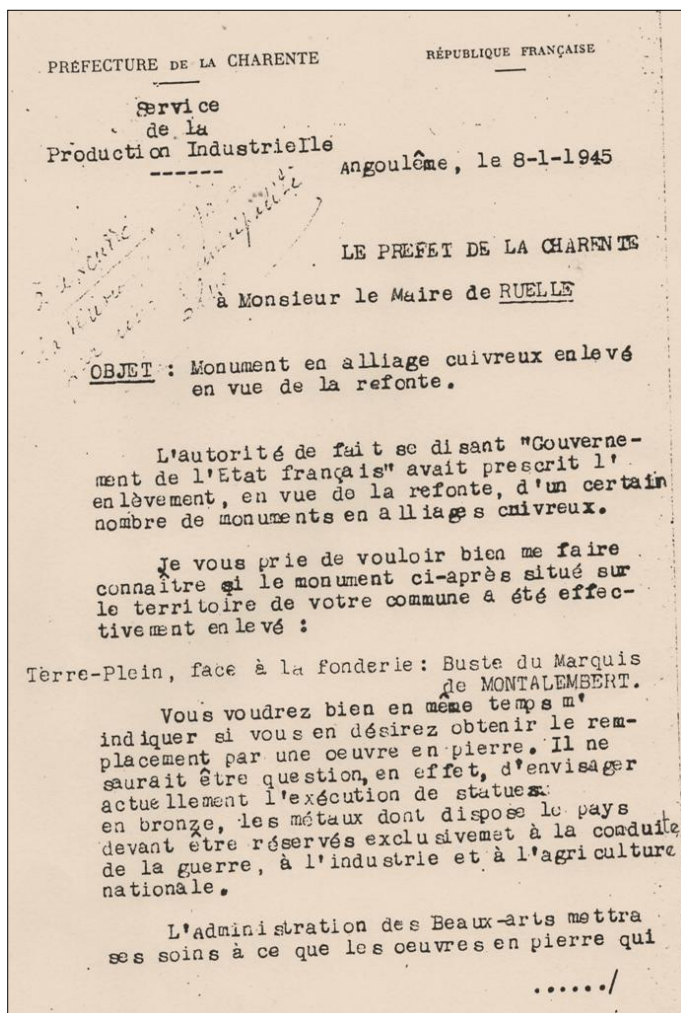 PRÉFECTURE DE LA CHARENTE
RÉPUBLIQUE FRANÇAISE
Service
de la
Production Industrielle
------
Angoulême, le 8-1-1945
LE PREFET DE LA CHARENTE
à Monsieur le Maire de RUELLE
OBJET : Monument en alliage cuivreux enlevé
en vue de la refonte.
L'autorité de fait se disant "Gouverne-
ment de l'Etat français" avait prescrit l'
enlèvement, en vue de la refonte, d'un certain
nombre de monuments en alliages cuivreux.
Je vous prie de vouloir bien me faire
connaître si le monument ci-après situé sur
le territoire de votre commune a été effec-
tivement enlevé :
Terre-Plein, face à la fonderie: Buste du Marquis
de MONTALEMBERT.
Vous voudrez bien en même temps m'
indiquer si vous en désirez obtenir le rem-
placement par une oeuvre en pierre. Il ne
saurait être question, en effet, d'envisager
actuellement l'exécution de statues
en bronze, les métaux dont dispose le pays
devant être réservés exclusivemet à la conduite
de la guerre, à l'industrie et à l'agriculture
nationale.
L'Administration des Beaux-arts mettra
ses soins à ce que les oeuvres en pierre qui
....../